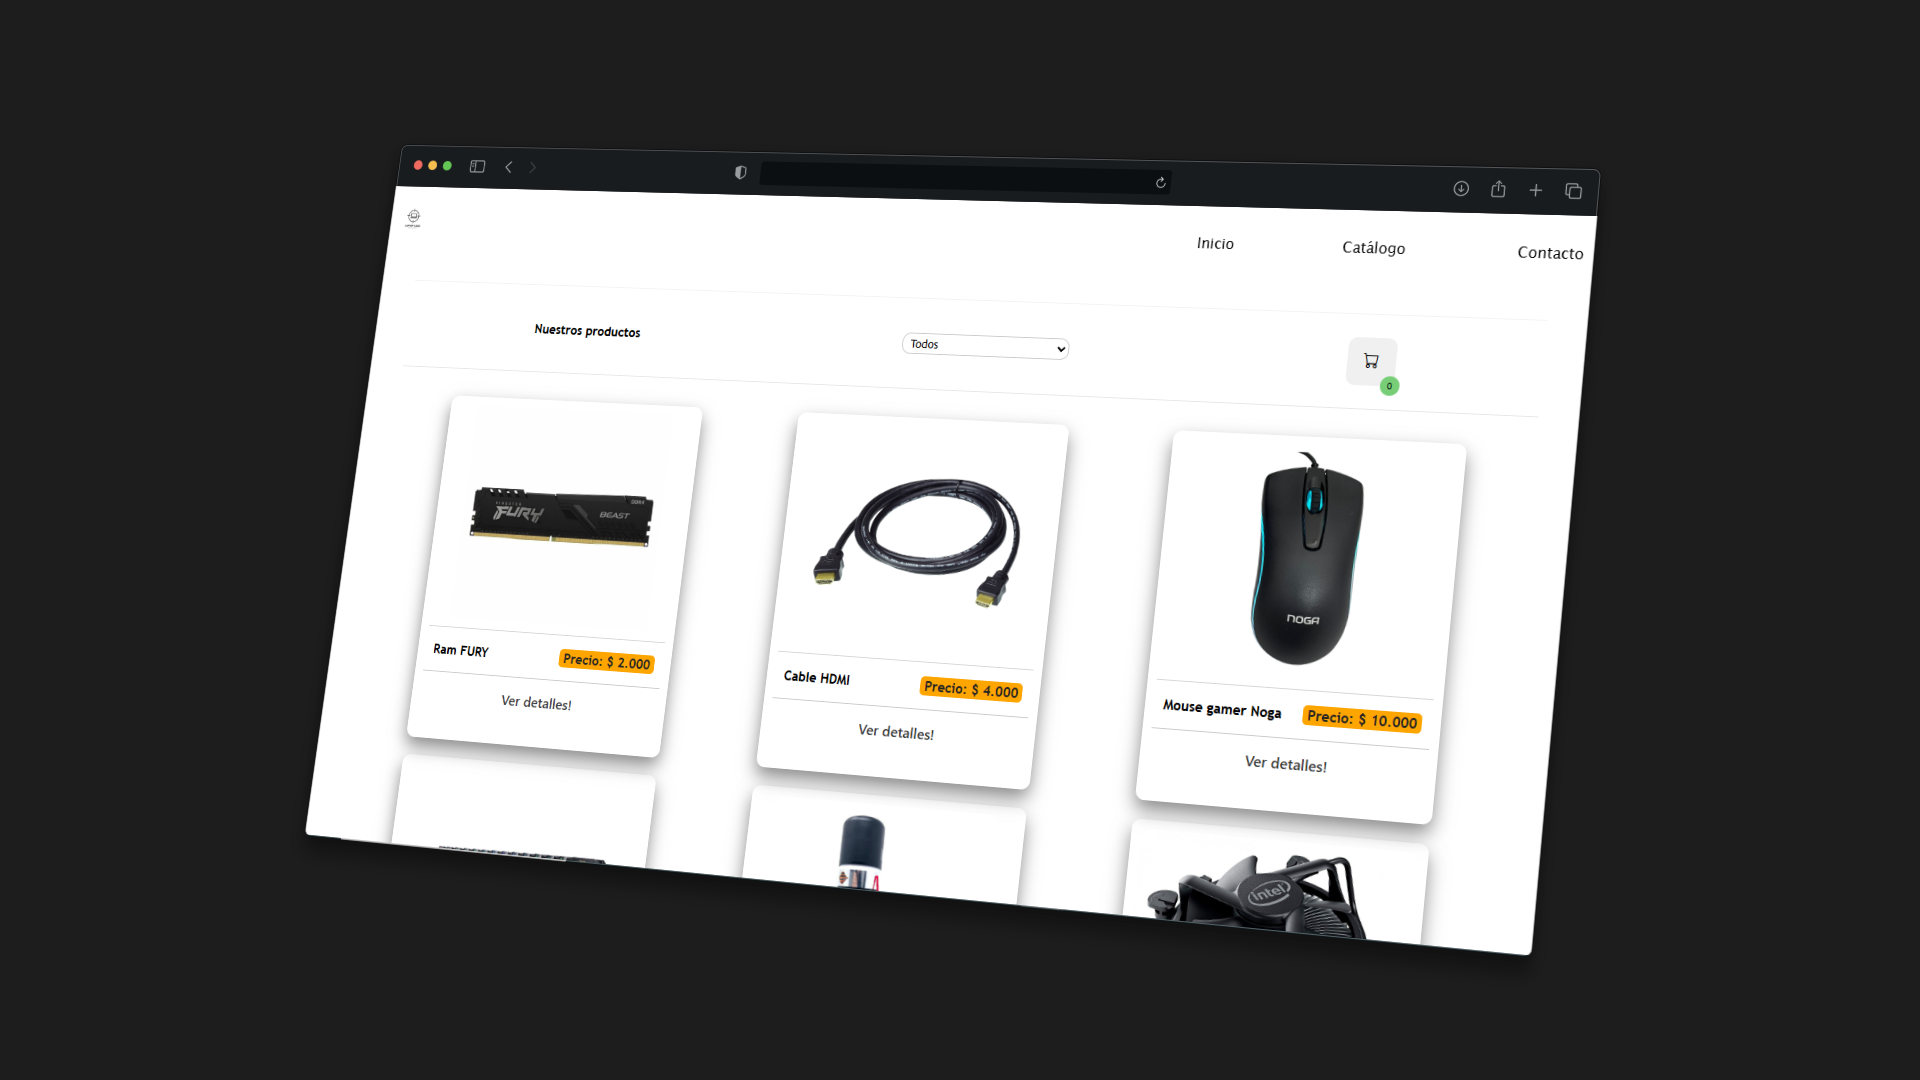 Inicio
Catálogo
Contacto
Nuestros productos
Todos
0
FURY
BEAST
NOGA
Ram FURY
Precio: $ 2.000
Ver detalles!
Cable HDMI
Precio: $ 4.000
Ver detalles!
Mouse gamer Noga
Precio: $ 10.000
Ver detalles!
intel